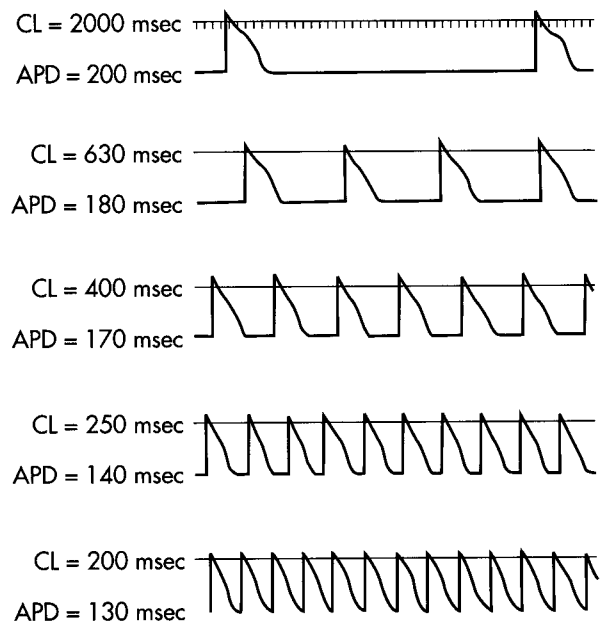 CL = 2000 msec
APD = 200 msec
CL = 630 msec
APD = 180 msec
CL = 400 msec
APD = 170 msec
CL = 250 msec
APD = 140 msec
CL = 200 msec
APD = 130 msec